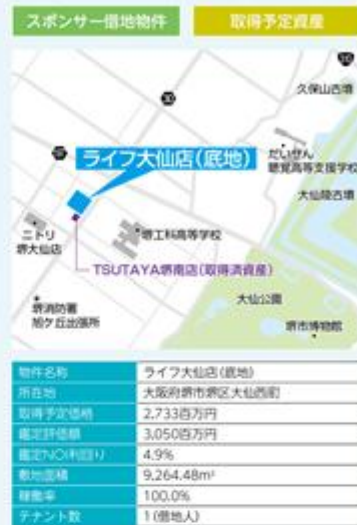 スポンサー借地物件 取得予定資産
久保山古墳
30
ライフ大仙店(底地)
だいせん
聴覚高等支援学校
大仙陵古墳
ニトリ
堺大仙店
堺工科高等学校
TSUTAYA堺南店(取得済資産)
堺消防署
旭ケ丘出張所
大仙公園
堺市博物館
物件名称 ライフ大仙店(底地)
所在地 大阪府堺市堺区大仙西町
取得予定価格 2,733百万円
鑑定評価額 3,050百万円
鑑定NOI利回り 4.9%
敷地面積 9,264.48m²
稼働率 100.0%
テナント数 1(借地人)